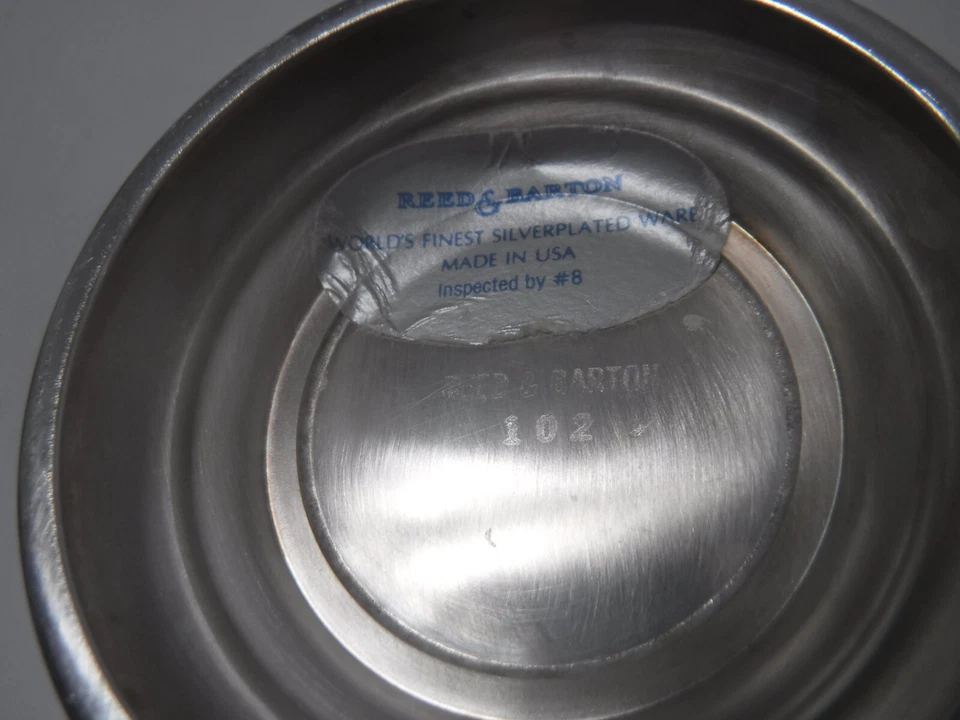 REED & BARTON
WORLD'S FINEST SILVERPLATED WARE
MADE IN USA
Inspected by #8
REED & BARTON
102